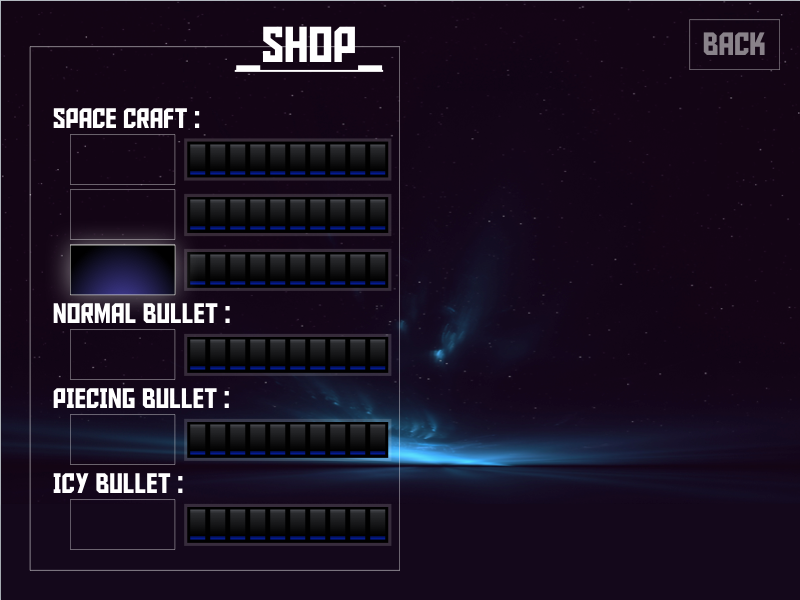 _SHOP_
BACK
SPACE CRAFT :
NORMAL BULLET :
PIECING BULLET :
ICY BULLET :